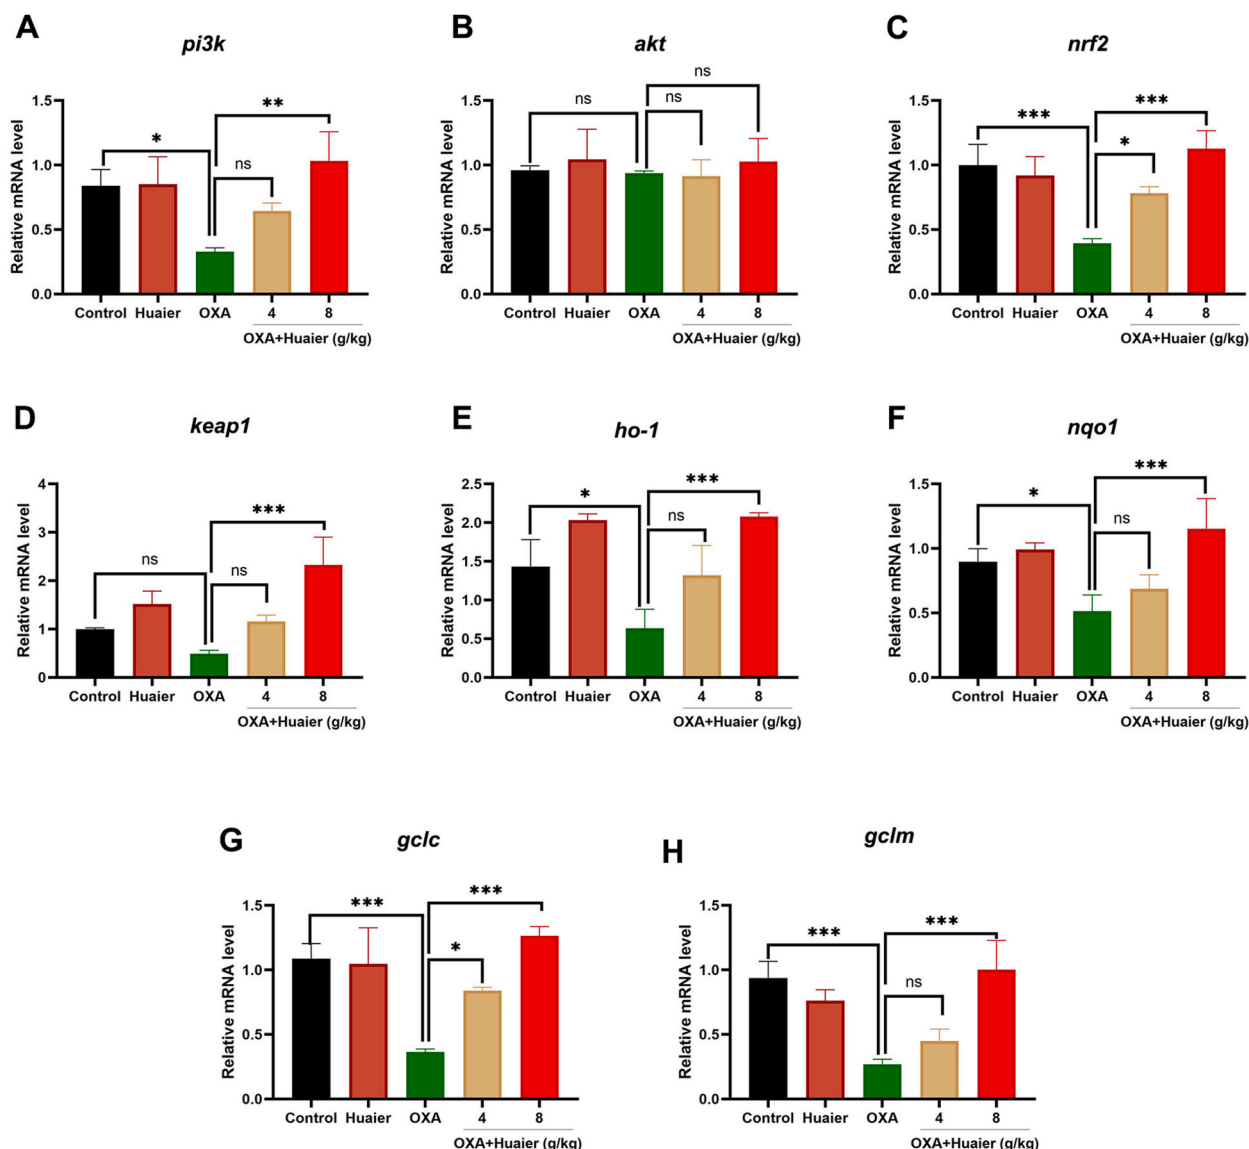 A
pi3k
Relative mRNA level
1.5
1.0
0.5
0.0
*
**
ns
Control Huaier OXA 4 8
OXA+Huaier (g/kg)
B
akt
Relative mRNA level
1.5
1.0
0.5
0.0
ns
ns
ns
Control Huaier OXA 4 8
OXA+Huaier (g/kg)
C
nrf2
Relative mRNA level
1.5
1.0
0.5
0.0
***
***
*
Control Huaier OXA 4 8
OXA+Huaier (g/kg)
D
keap1
Relative mRNA level
4
3
2
1
0
***
ns
ns
Control Huaier OXA 4 8
OXA+Huaier (g/kg)
E
ho-1
Relative mRNA level
2.5
2.0
1.5
1.0
0.5
0.0
*
***
ns
Control Huaier OXA 4 8
OXA+Huaier (g/kg)
F
nqo1
Relative mRNA level
1.5
1.0
0.5
0.0
***
*
ns
Control Huaier OXA 4 8
OXA+Huaier (g/kg)
G
gclc
Relative mRNA level
1.5
1.0
0.5
0.0
***
***
*
Control Huaier OXA 4 8
OXA+Huaier (g/kg)
H
gclm
Relative mRNA level
1.5
1.0
0.5
0.0
***
***
ns
Control Huaier OXA 4 8
OXA+Huaier (g/kg)